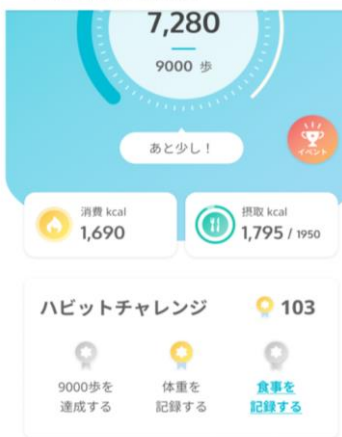 7,280
9000 歩
あと少し！
イベント
消費 kcal
1,690
摂取 kcal
1,795 / 1950
ハビットチャレンジ
103
9000歩を
達成する
体重を
記録する
食事を
記録する